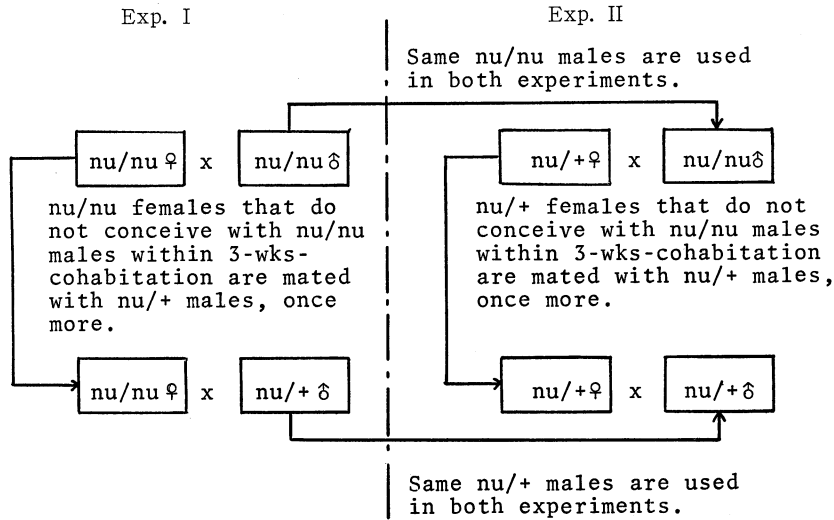 Exp. I
Exp. II
Same nu/nu males are used
in both experiments.
nu/nu ♀ x nu/nu ♂
nu/+ ♀ x nu/nu ♂
nu/nu females that do
not conceive with nu/nu
males within 3-wks-
cohabitation are mated
with nu/+ males, once
more.
nu/+ females that do not
conceive with nu/nu males
within 3-wks-cohabitation
are mated with nu/+ males,
once more.
nu/nu ♀ x nu/+ ♂
nu/+ ♀ x nu/+ ♂
Same nu/+ males are used
in both experiments.